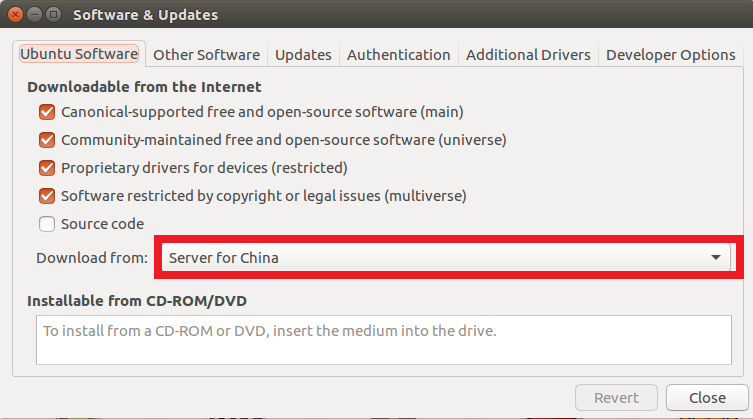 Software & Updates
Ubuntu Software Other Software Updates Authentication Additional Drivers Developer Options
Downloadable from the Internet
Canonical-supported free and open-source software (main)
Community-maintained free and open-source software (universe)
Proprietary drivers for devices (restricted)
Software restricted by copyright or legal issues (multiverse)
Source code
Download from: Server for China
Installable from CD-ROM/DVD
To install from a CD-ROM or DVD, insert the medium into the drive.
Revert Close